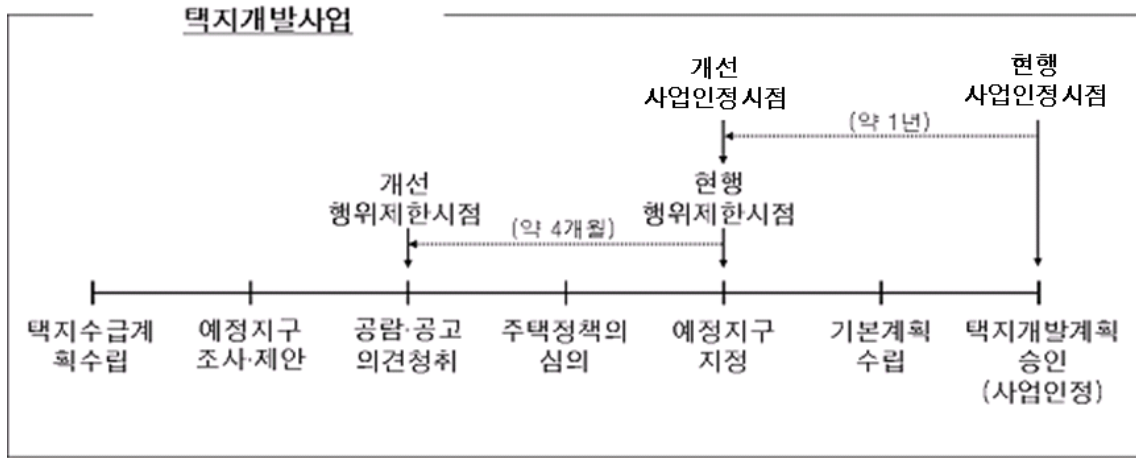 택지개발사업
개선
사업인정시점
현행
사업인정시점
(약 1년)
개선
행위제한시점
현행
행위제한시점
(약 4개월)
택지수급계
획수립
예정지구
조사·제안
공람·공고
의견청취
주택정책의
심의
예정지구
지정
기본계획
수립
택지개발계획
승인
(사업인정)